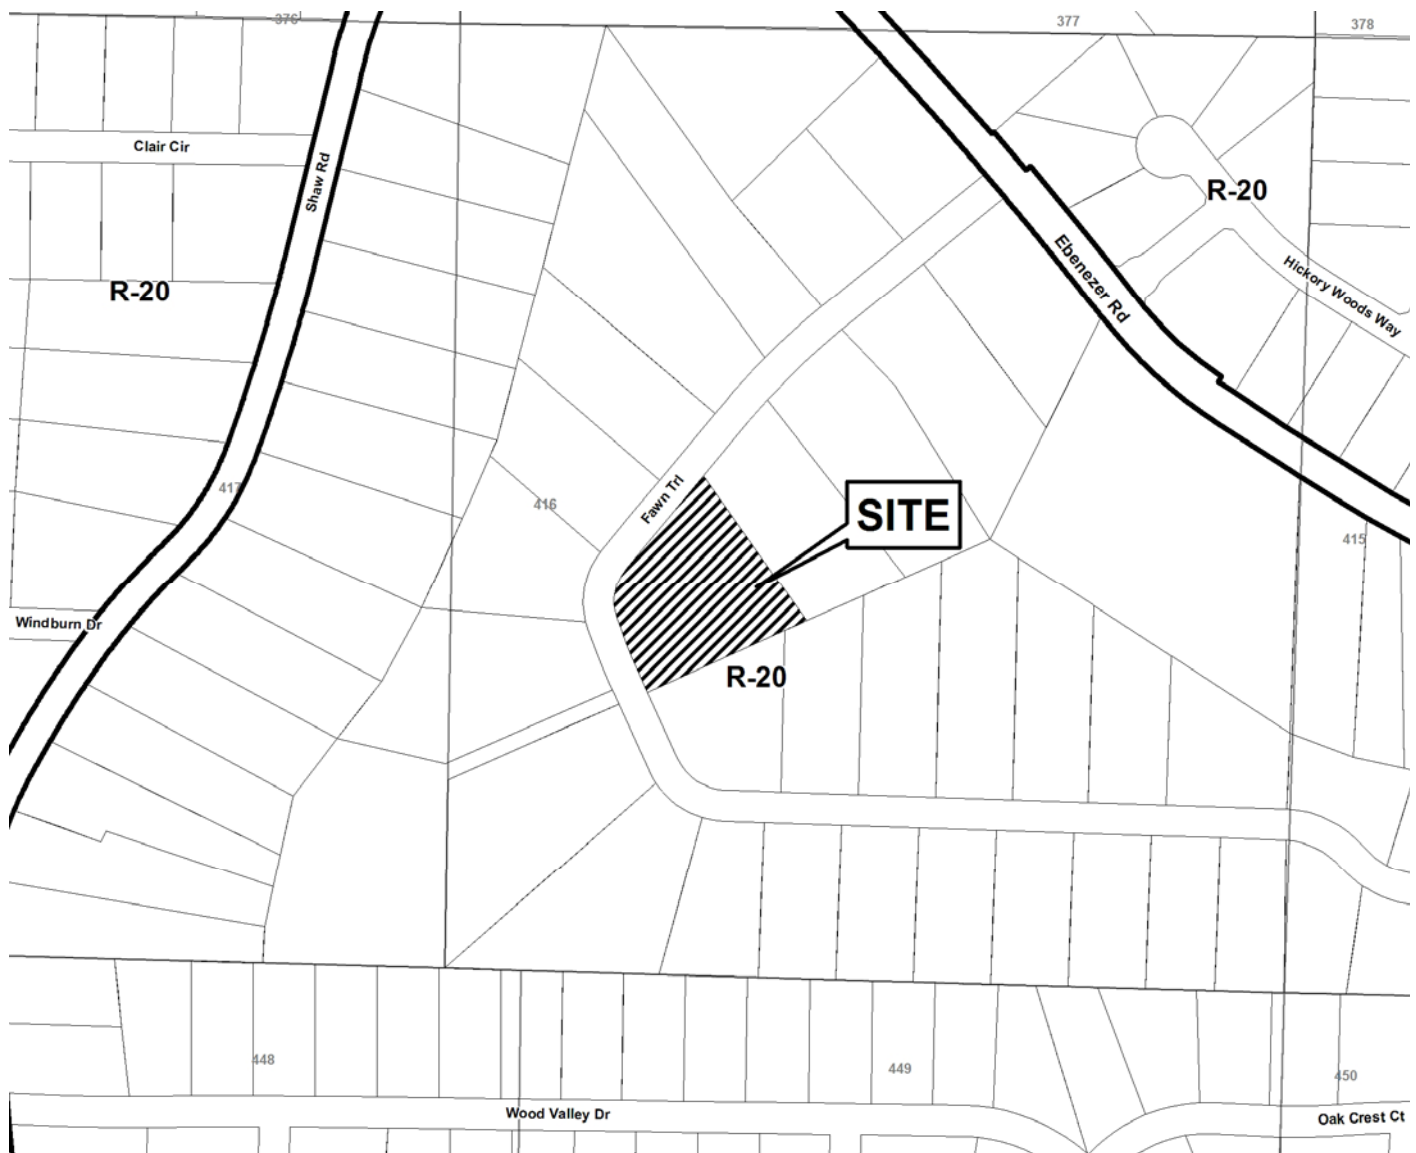 376
377
378
Clair Cir
Shaw Rd
R-20
Ebenezer Rd
Hickory Woods Way
R-20
417
416
Fawn Trl
SITE
415
Windburn Dr
R-20
448
449
450
Wood Valley Dr
Oak Crest Ct